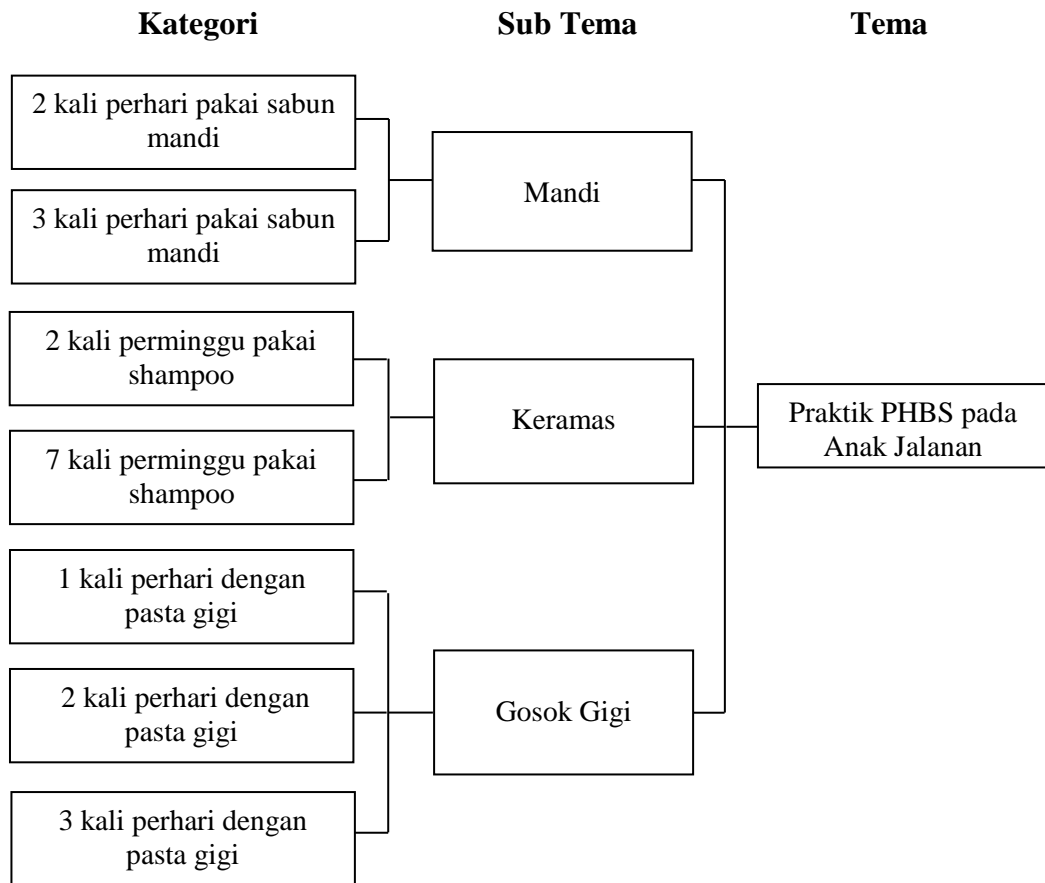 Kategori
Sub Tema
Tema
2 kali perhari pakai sabun
mandi
3 kali perhari pakai sabun
mandi
Mandi
2 kali perminggu pakai
shampoo
7 kali perminggu pakai
shampoo
Keramas
1 kali perhari dengan
pasta gigi
2 kali perhari dengan
pasta gigi
3 kali perhari dengan
pasta gigi
Gosok Gigi
Praktik PHBS pada
Anak Jalanan